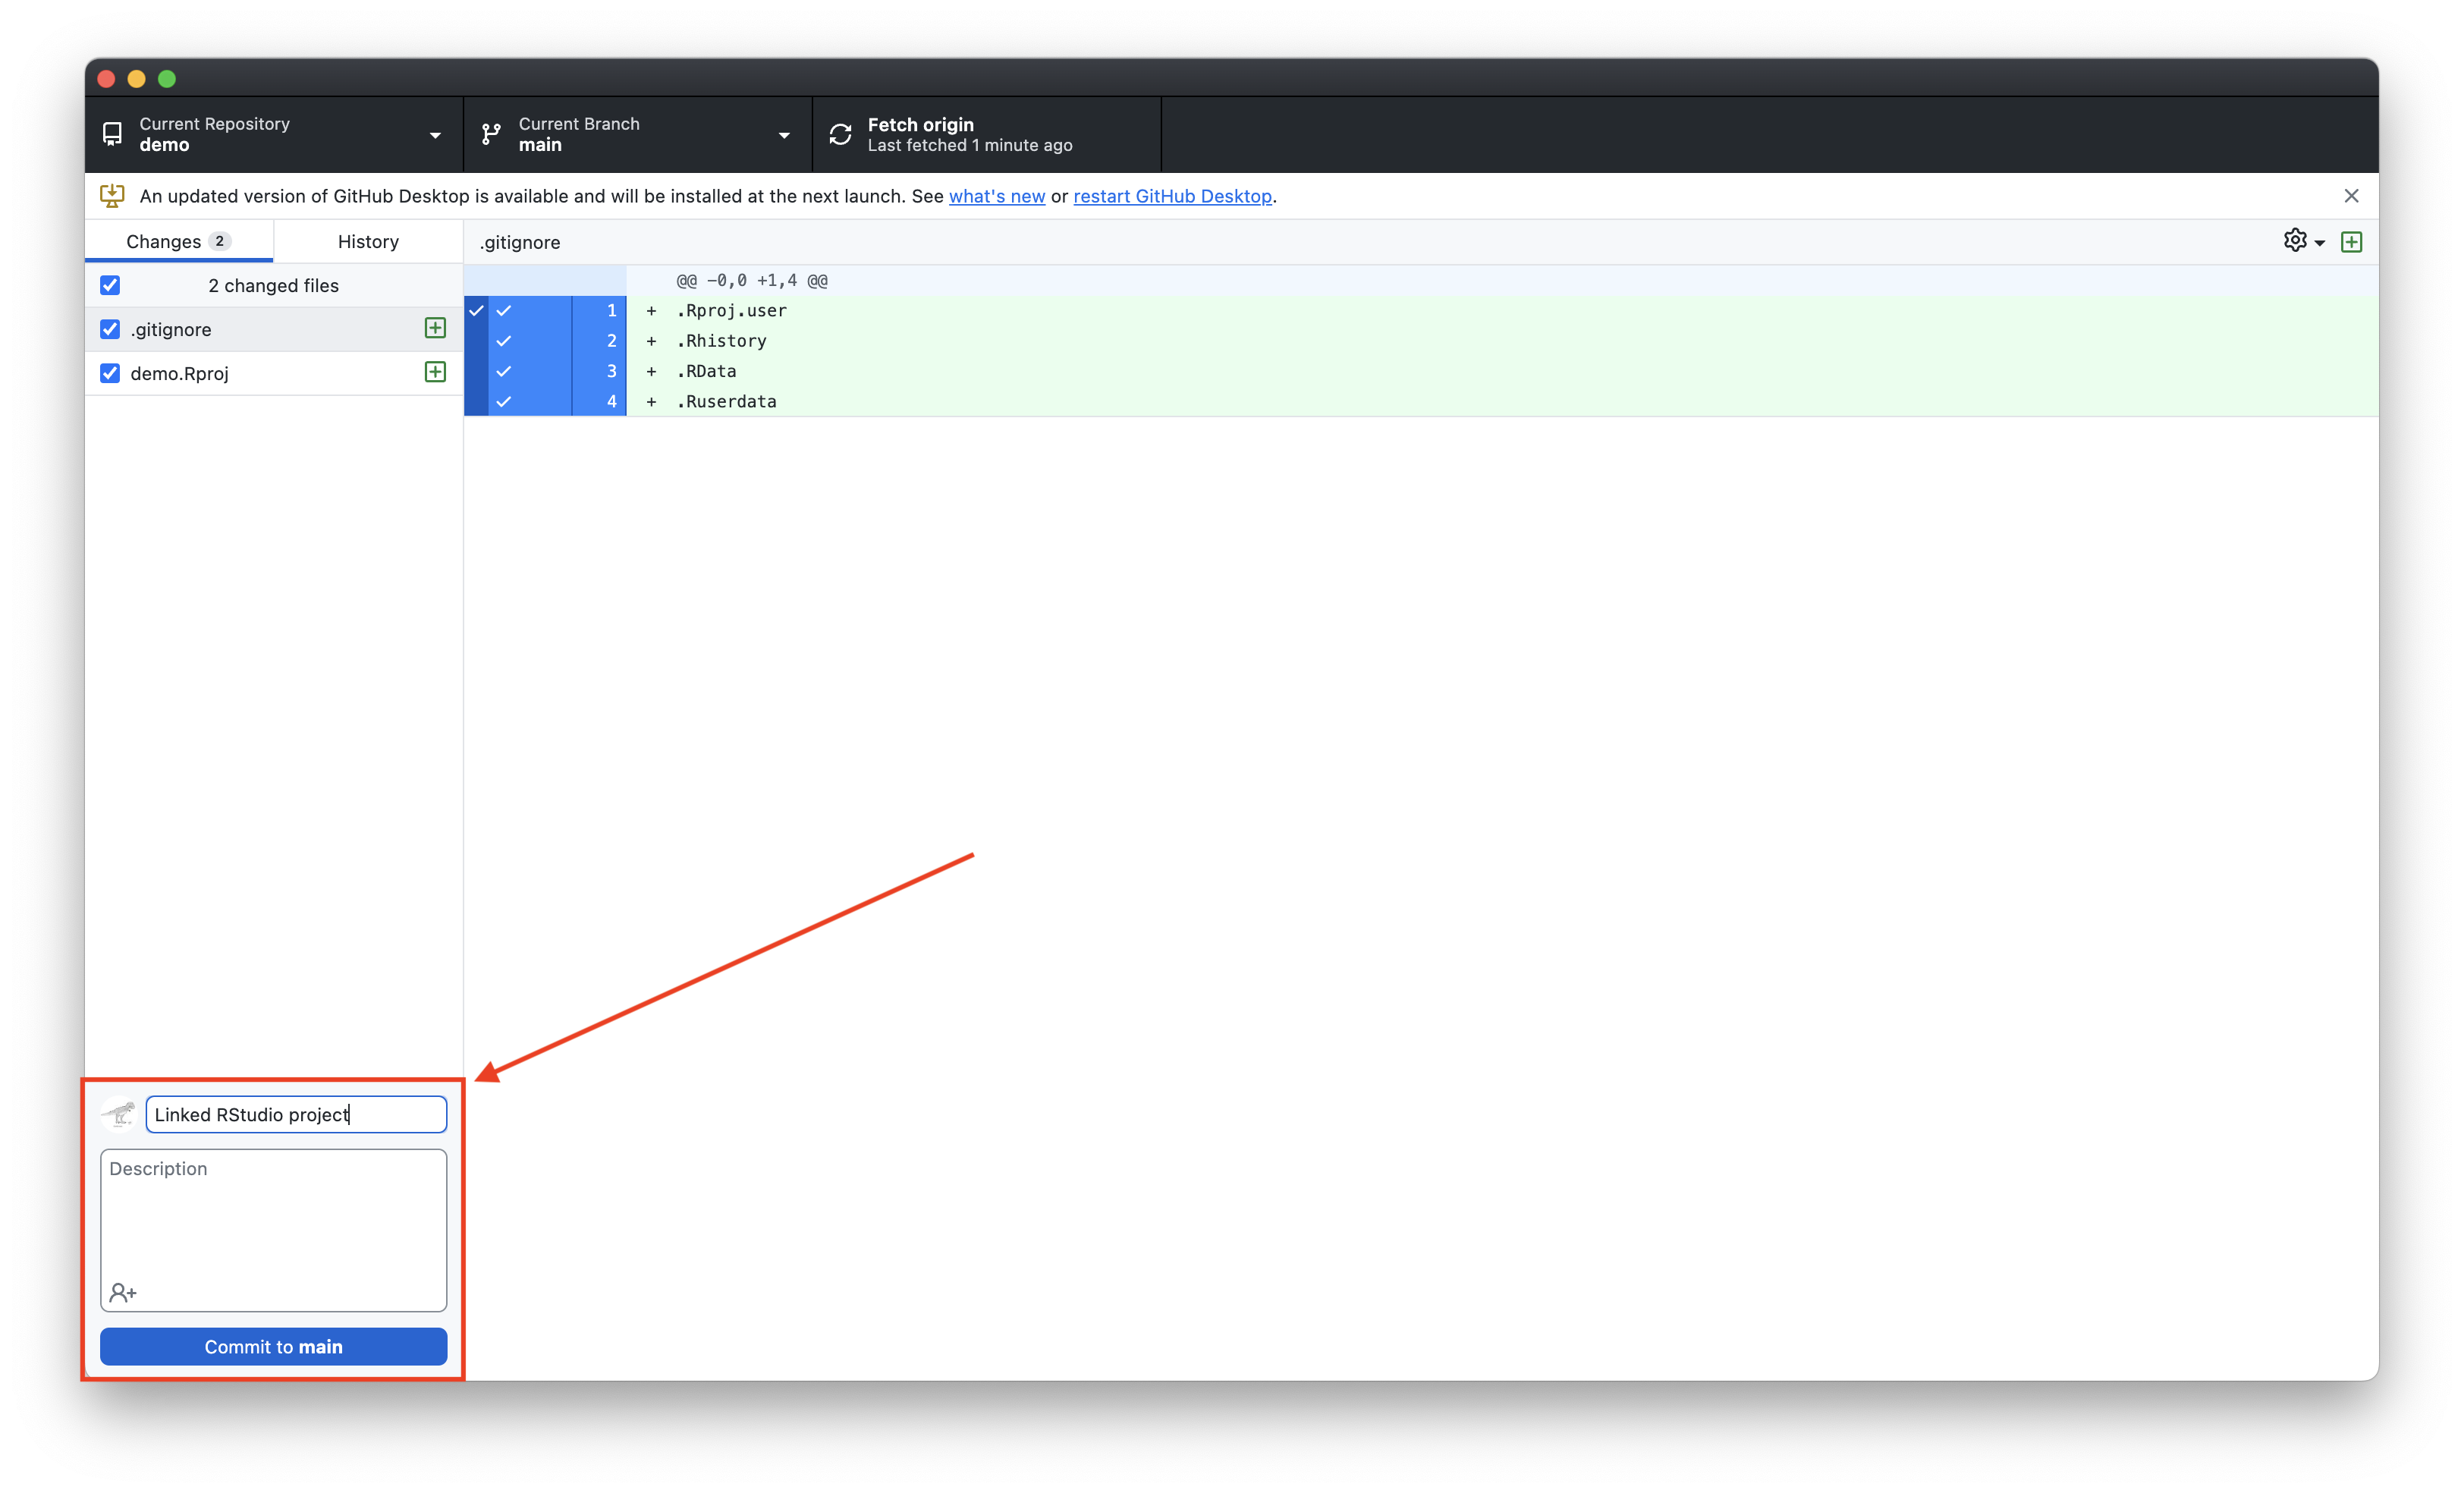 Current Repository
demo
Current Branch
main
Fetch origin
Last fetched 1 minute ago
An updated version of GitHub Desktop is available and will be installed at the next launch. See what's new or restart GitHub Desktop.
Changes 2
History
.gitignore
2 changed files
.gitignore
demo.Rproj
@@ -0,0 +1,4 @@
1 + .Rproj.user
2 + .Rhistory
3 + .RData
4 + .Ruserdata
Linked RStudio project
Description
Commit to main